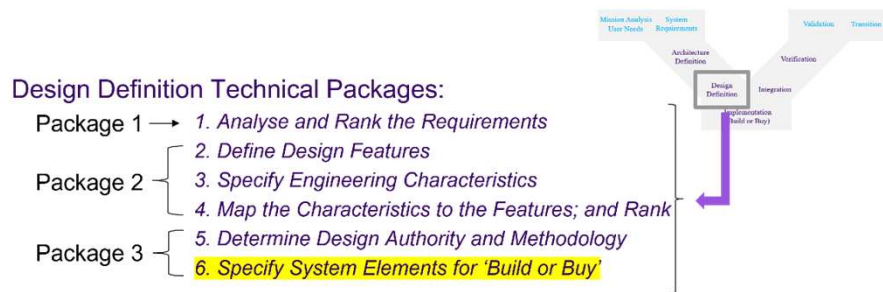 Mission Analysis
User Needs
System
Requirements
Validation
Transition
Architecture
Definition
Verification
Design
Definition
Integration
Implementation
(Build or Buy)
Design Definition Technical Packages:
Package 1
1. Analyse and Rank the Requirements
Package 2
2. Define Design Features
3. Specify Engineering Characteristics
4. Map the Characteristics to the Features; and Rank
Package 3
5. Determine Design Authority and Methodology
6. Specify System Elements for ‘Build or Buy’